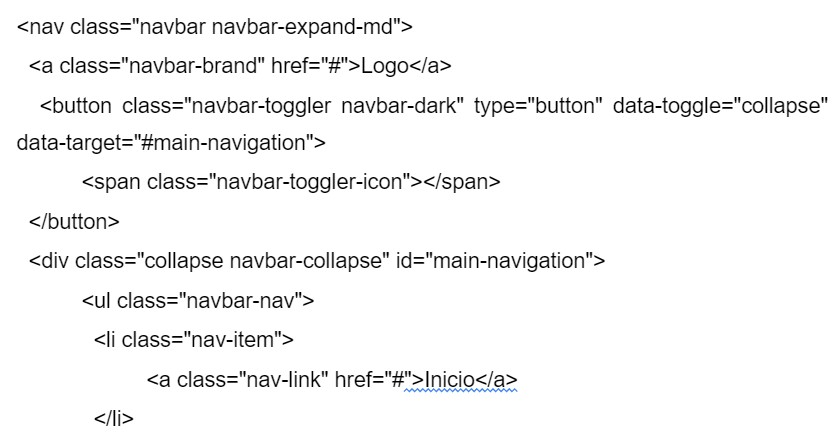 <nav class="navbar navbar-expand-md">
<a class="navbar-brand" href="#">Logo</a>
<button class="navbar-toggler navbar-dark" type="button" data-toggle="collapse"
data-target="#main-navigation">
<span class="navbar-toggler-icon"></span>
</button>
<div class="collapse navbar-collapse" id="main-navigation">
<ul class="navbar-nav">
<li class="nav-item">
<a class="nav-link" href="#">Inicio</a>
</li>